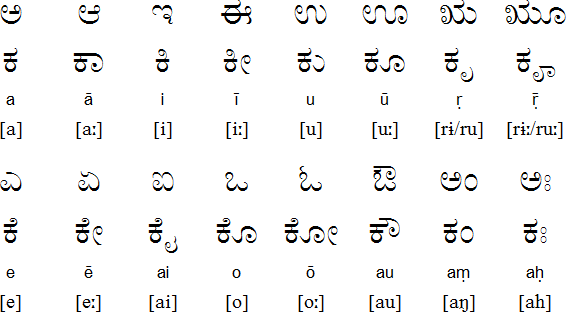 ಅ ಆ ಇ ಈ ಉ ಊ ಋ ೠ
ಕ ಕಾ ಕಿ ಕೀ ಕು ಕೂ ಕೃ ಕೄ
a ā i ī u ū ṛ ṝ
[a] [aː] [i] [iː] [u] [uː] [rɨ/ru] [rɨː/ruː]
ಎ ಏ ಐ ಒ ಓ ಔ ಅಂ ಅಃ
ಕೆ ಕೇ ಕೈ ಕೊ ಕೋ ಕೌ ಕಂ ಕಃ
e ē ai o ō au aṃ aḥ
[e] [eː] [ai] [o] [oː] [au] [aŋ] [ah]